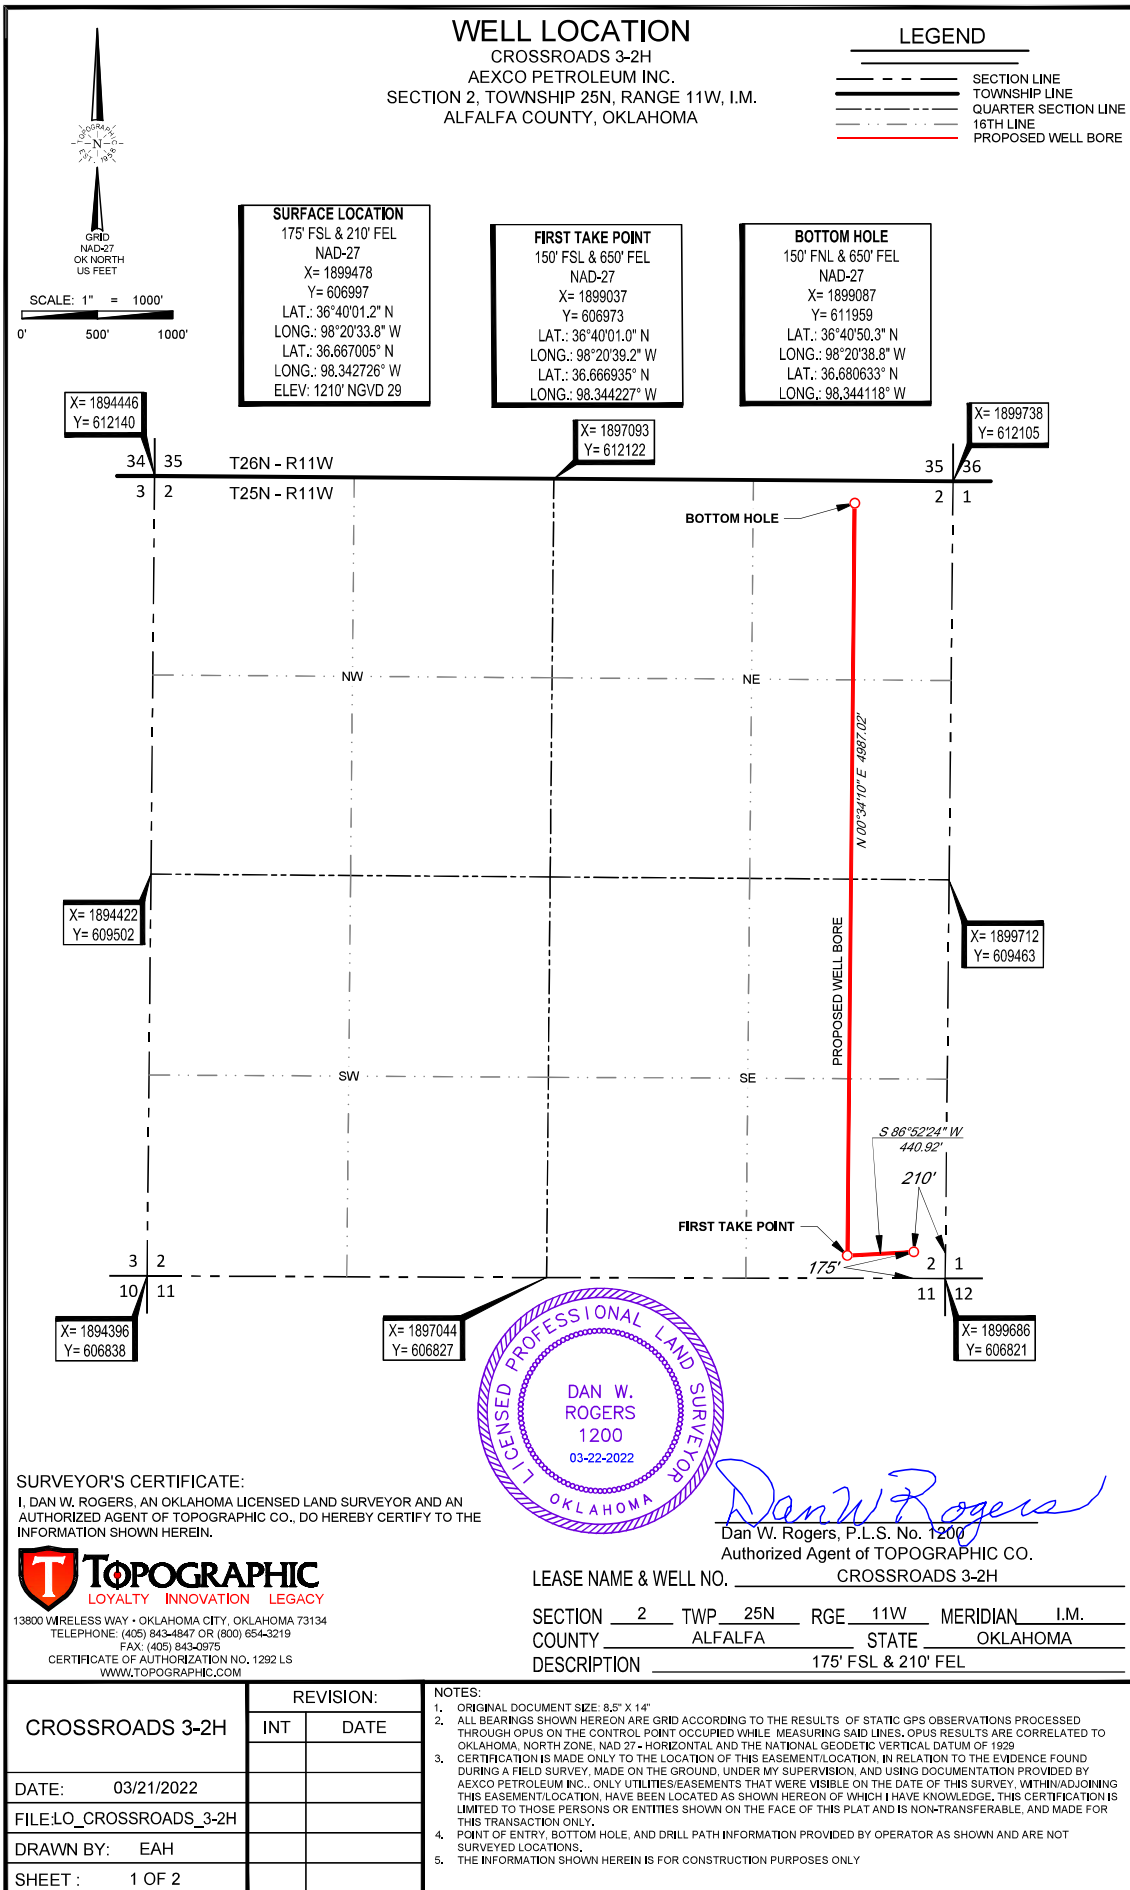 WELL LOCATION
CROSSROADS 3-2H
AEXCO PETROLEUM INC.
SECTION 2, TOWNSHIP 25N, RANGE 11W, I.M.
ALFALFA COUNTY, OKLAHOMA
LEGEND
SECTION LINE
TOWNSHIP LINE
QUARTER SECTION LINE
16TH LINE
PROPOSED WELL BORE
TOPOGRAPHIC
N
EST. 1958
GRID
NAD-27
OK NORTH
US FEET
SCALE: 1" = 1000'
0' 500' 1000'
SURFACE LOCATION
175' FSL & 210' FEL
NAD-27
X= 1899478
Y= 606997
LAT.: 36°40'01.2" N
LONG.: 98°20'33.8" W
LAT.: 36.667005° N
LONG.: 98.342726° W
ELEV: 1210' NGVD 29
FIRST TAKE POINT
150' FNL & 650' FEL
NAD-27
X= 1899037
Y= 606973
LAT.: 36°40'01.0" N
LONG.: 98°20'39.2" W
LAT.: 36.666935° N
LONG.: 98.344227° W
BOTTOM HOLE
150' FNL & 650' FEL
NAD-27
X= 1899087
Y= 611959
LAT.: 36°40'50.3" N
LONG.: 98°20'38.8" W
LAT.: 36.680633° N
LONG.: 98.344118° W
X= 1894446
Y= 612140
X= 1897093
Y= 612122
X= 1899738
Y= 612105
34 35
T26N - R11W
35 36
3 2
T25N - R11W
2 1
BOTTOM HOLE
NW
NE
N 00°34'10" E 4987.02'
X= 1894422
Y= 609502
X= 1899712
Y= 609463
PROPOSED WELL BORE
SW
SE
S 86°52'24" W
440.92'
210'
FIRST TAKE POINT
175'
3 2
10 11
2 1
11 12
X= 1894396
Y= 606838
X= 1897044
Y= 606827
X= 1899686
Y= 606821
LICENSED PROFESSIONAL LAND SURVEYOR
DAN W.
ROGERS
1200
03-22-2022
OKLAHOMA
SURVEYOR'S CERTIFICATE:
I, DAN W. ROGERS, AN OKLAHOMA LICENSED LAND SURVEYOR AND AN
AUTHORIZED AGENT OF TOPOGRAPHIC CO., DO HEREBY CERTIFY TO THE
INFORMATION SHOWN HEREIN.
Dan W Rogers
Dan W. Rogers, P.L.S. No. 1200
Authorized Agent of TOPOGRAPHIC CO.
T TOPOGRAPHIC
LOYALTY INNOVATION LEGACY
13800 WIRELESS WAY • OKLAHOMA CITY, OKLAHOMA 73134
TELEPHONE: (405) 843-4847 OR (800) 654-3219
FAX: (405) 843-0975
CERTIFICATE OF AUTHORIZATION NO. 1292 LS
WWW.TOPOGRAPHIC.COM
LEASE NAME & WELL NO. CROSSROADS 3-2H
SECTION 2 TWP 25N RGE 11W MERIDIAN I.M.
COUNTY ALFALFA STATE OKLAHOMA
DESCRIPTION 175' FSL & 210' FEL
CROSSROADS 3-2H
REVISION:
INT DATE
DATE: 03/21/2022
FILE:LO_CROSSROADS_3-2H
DRAWN BY: EAH
SHEET : 1 OF 2
NOTES:
1. ORIGINAL DOCUMENT SIZE: 8.5" X 14"
2. ALL BEARINGS SHOWN HEREON ARE GRID ACCORDING TO THE RESULTS OF STATIC GPS OBSERVATIONS PROCESSED
THROUGH OPUS ON THE CONTROL POINT OCCUPIED WHILE MEASURING SAID LINES. OPUS RESULTS ARE CORRELATED TO
OKLAHOMA, NORTH ZONE, NAD 27 - HORIZONTAL AND THE NATIONAL GEODETIC VERTICAL DATUM OF 1929
3. CERTIFICATION IS MADE ONLY TO THE LOCATION OF THIS EASEMENT/LOCATION, IN RELATION TO THE EVIDENCE FOUND
DURING A FIELD SURVEY, MADE ON THE GROUND, UNDER MY SUPERVISION, AND USING DOCUMENTATION PROVIDED BY
AEXCO PETROLEUM INC.. ONLY UTILITIES/EASEMENTS THAT WERE VISIBLE ON THE DATE OF THIS SURVEY, WITHIN/ADJOINING
THIS EASEMENT/LOCATION, HAVE BEEN LOCATED AS SHOWN HEREON OF WHICH I HAVE KNOWLEDGE. THIS CERTIFICATION IS
LIMITED TO THOSE PERSONS OR ENTITIES SHOWN ON THE FACE OF THIS PLAT AND IS NON-TRANSFERABLE, AND MADE FOR
THIS TRANSACTION ONLY.
4. POINT OF ENTRY, BOTTOM HOLE, AND DRILL PATH INFORMATION PROVIDED BY OPERATOR AS SHOWN AND ARE NOT
SURVEYED LOCATIONS.
5. THE INFORMATION SHOWN HEREIN IS FOR CONSTRUCTION PURPOSES ONLY